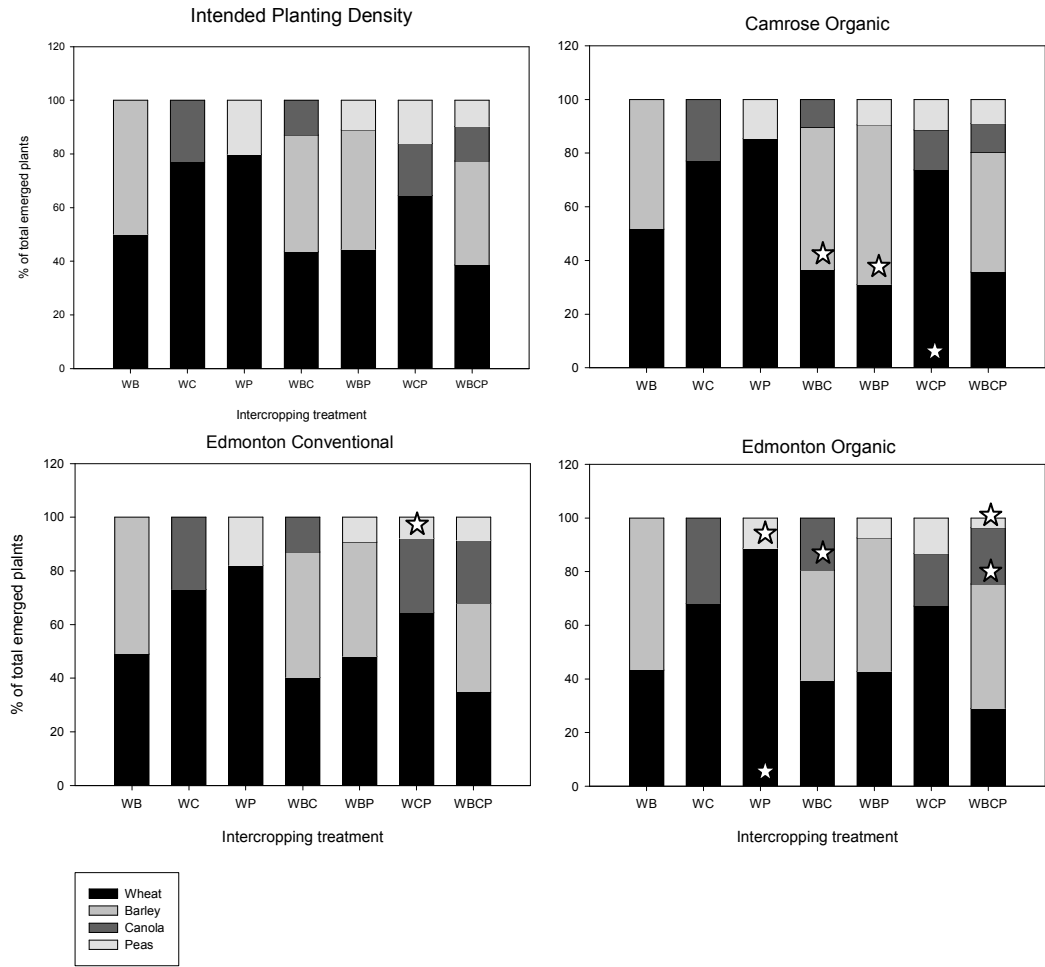 Intended Planting Density
% of total emerged plants
120
100
80
60
40
20
0
WB WC WP WBC WBP WCP WBCP
Intercropping treatment
Camrose Organic
120
100
80
60
40
20
0
WB WC WP WBC WBP WCP WBCP
Edmonton Conventional
% of total emerged plaints
120
100
80
60
40
20
0
WB WC WP WBC WBP WCP WBCP
Intercropping treatment
Edmonton Organic
120
100
80
60
40
20
0
WB WC WP WBC WBP WCP WBCP
Intercropping treatment
Wheat
Barley
Canola
Peas